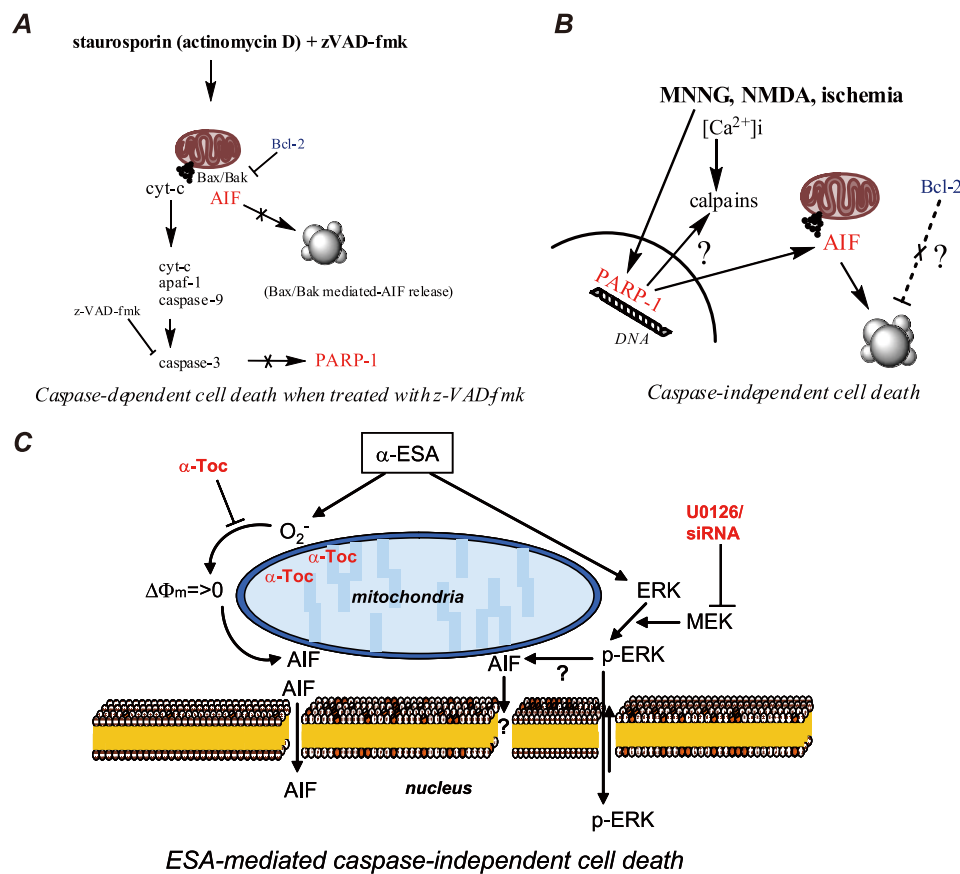 A
staurosporin (actinomycin D) + zVAD-fmk
Bcl-2
Bax/Bak
cyt-c
AIF
cyt-c
apaf-1
caspase-9
(Bax/Bak mediated-AIF release)
z-VAD-fmk
caspase-3
PARP-1
Caspase-dependent cell death when treated with z-VAD-fmk
B
MNNG, NMDA, ischemia
[Ca²⁺]i
calpains
Bcl-2
?
AIF
?
PARP-1
DNA
Caspase-independent cell death
C
α-ESA
α-Toc
U0126/
siRNA
O₂⁻
α-Toc
α-Toc
mitochondria
ΔΦm=>0
ERK
MEK
AIF
AIF
p-ERK
?
AIF
?
AIF
nucleus
p-ERK
ESA-mediated caspase-independent cell death